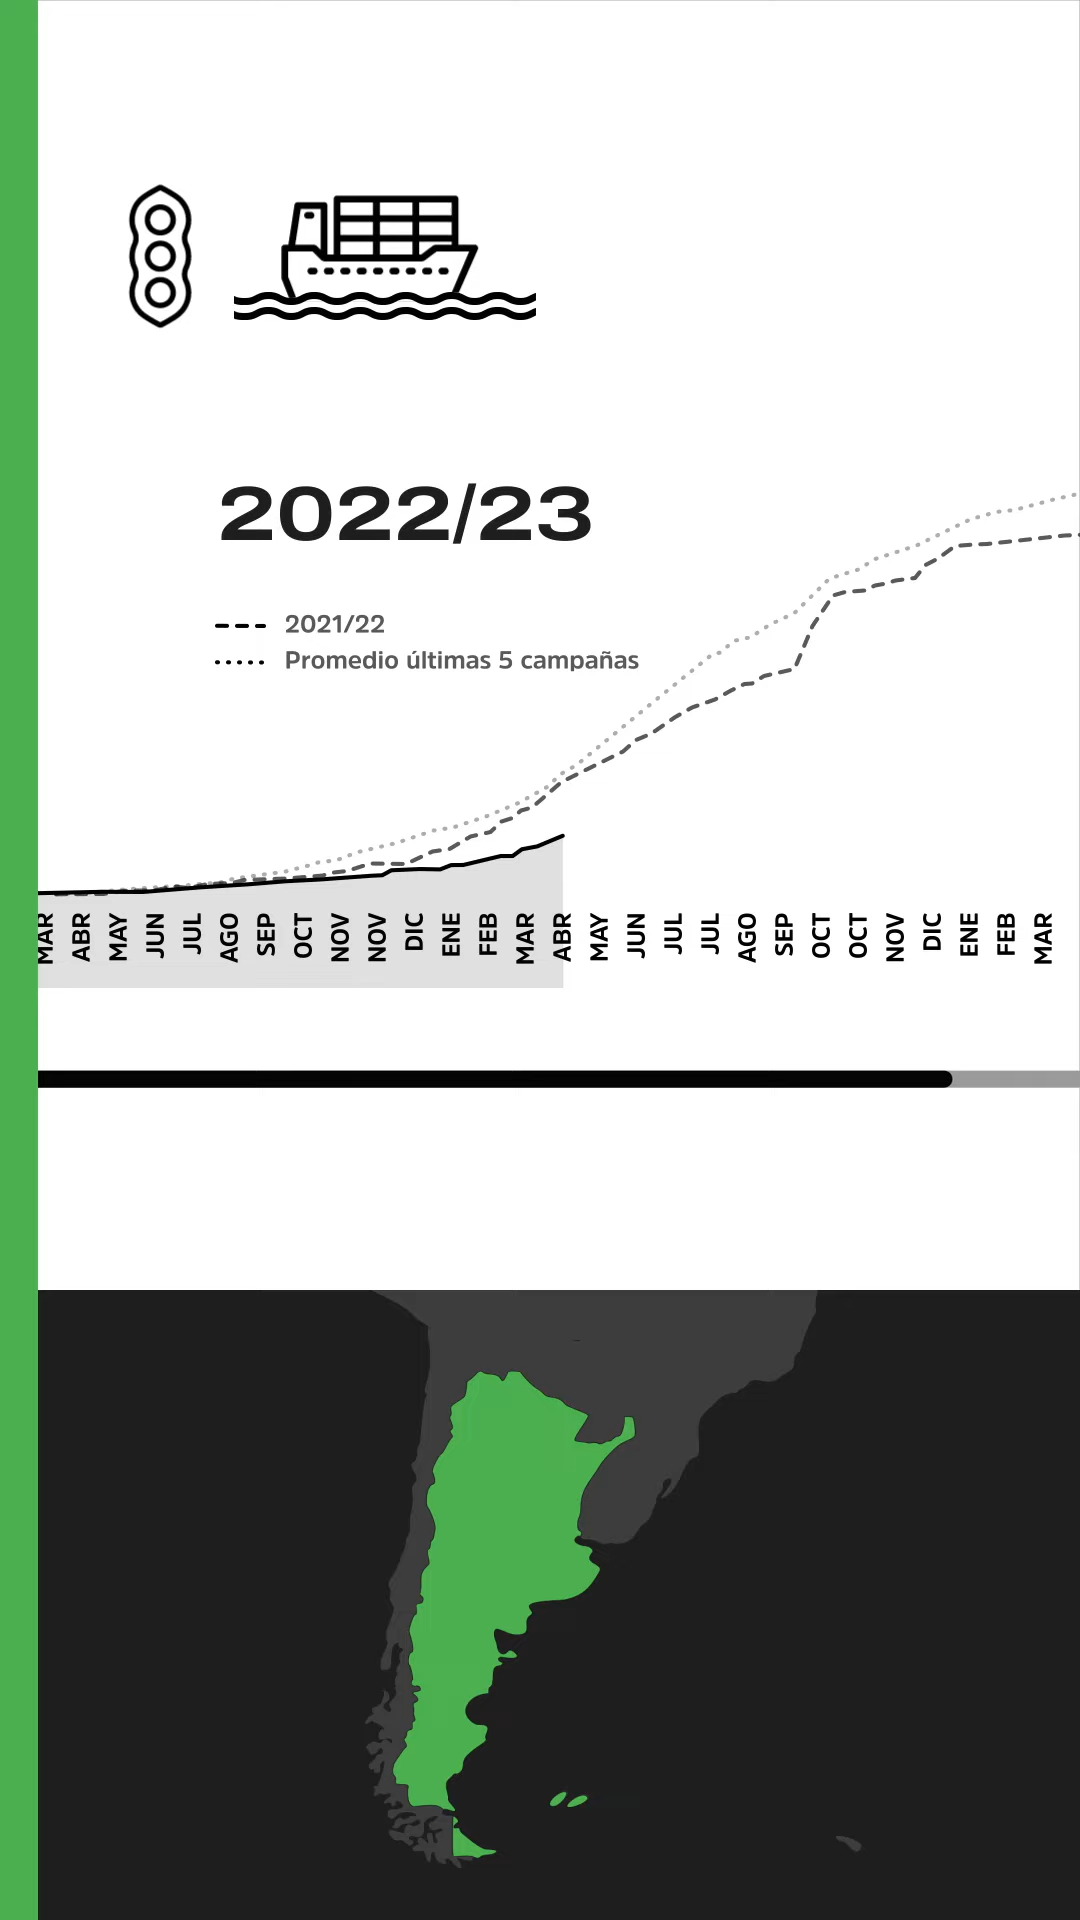 2022/23
2021/22
Promedio últimas 5 campañas
MAR ABR MAY JUN JUL AGO SEP OCT NOV NOV DIC ENE FEB MAR ABR MAY JUN JUL JUL AGO SEP OCT OCT NOV DIC ENE FEB MAR